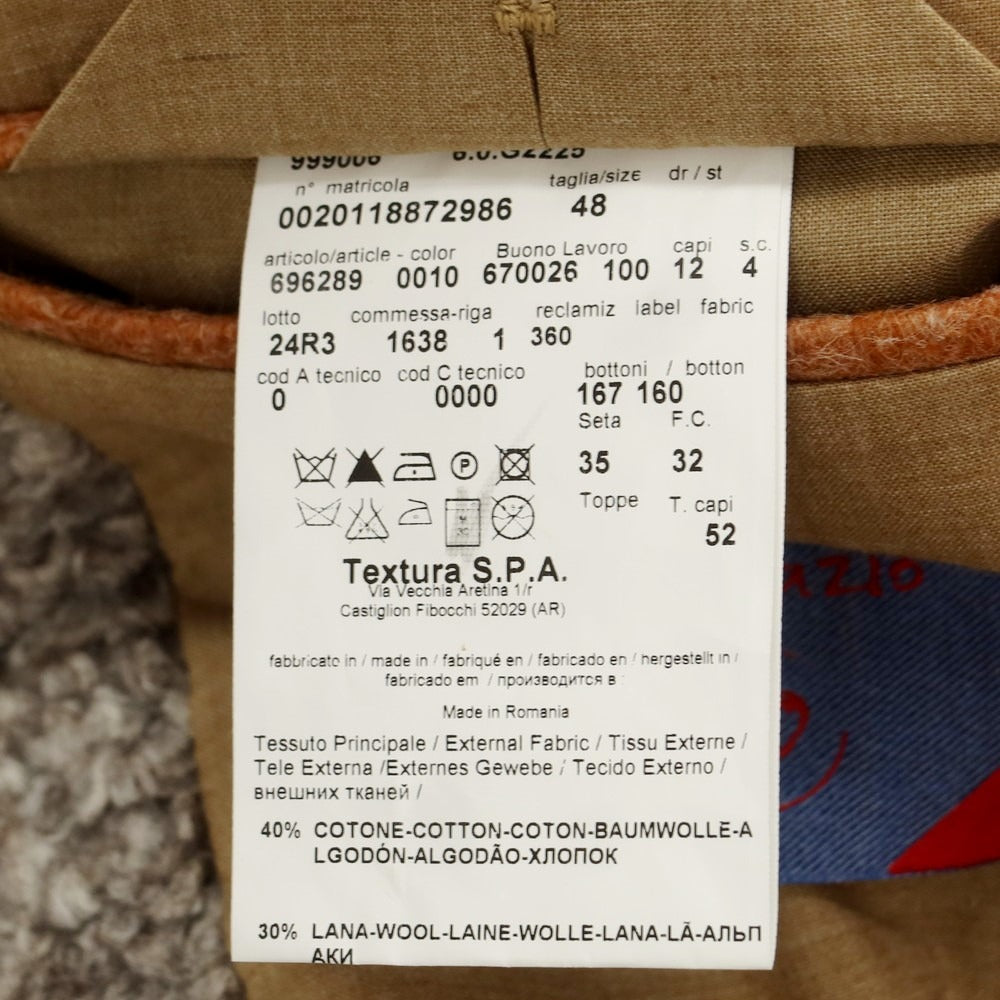 999006 6.0.G2225
n° matricola taglia/size dr / st
0020118872986 48
articolo/article - color Buono Lavoro capi s.c.
696289 0010 670026 100 12 4
lotto commessa-riga reclamiz label fabric
24R3 1638 1 360
cod A tecnico cod C tecnico bottoni / botton
0 0000 167 160
Seta F.C.
35 32
P
Toppe T. capi
52
Textura S.P.A.
Via Vecchia Aretina 1/r
Castiglion Fibocchi 52029 (AR)
fabbricato in / made in / fabriqué en / fabricado en / hergestellt in /
fabricado em / производится в :
Made in Romania
Tessuto Principale / External Fabric / Tissu Externe /
Tele Externa /Externes Gewebe / Tecido Externo /
внешних тканей /
40% COTONE-COTTON-COTON-BAUMWOLLE-A
LGODÓN-ALGODÃO-ХЛОПОК
30% LANA-WOOL-LAINE-WOLLE-LANA-LÃ-АЛЬП
АКИ